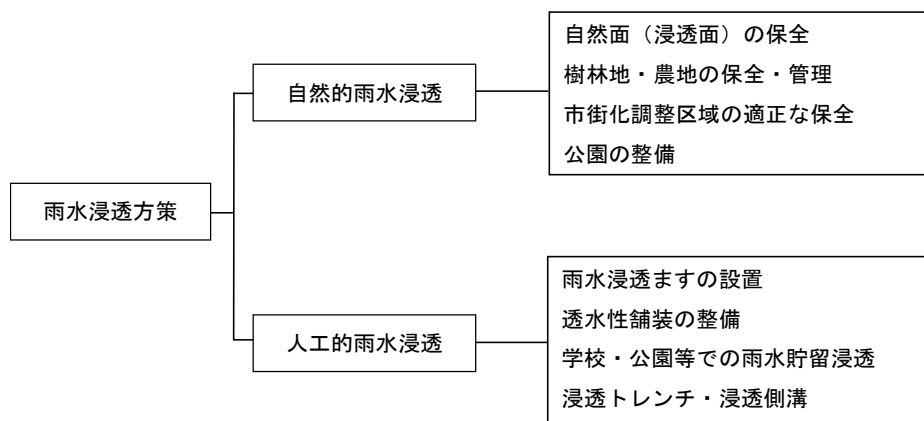 自然面（浸透面）の保全
樹林地・農地の保全・管理
市街化調整区域の適正な保全
公園の整備
自然的雨水浸透
雨水浸透方策
人工的雨水浸透
雨水浸透ますの設置
透水性舗装の整備
学校・公園等での雨水貯留浸透
浸透トレンチ・浸透側溝